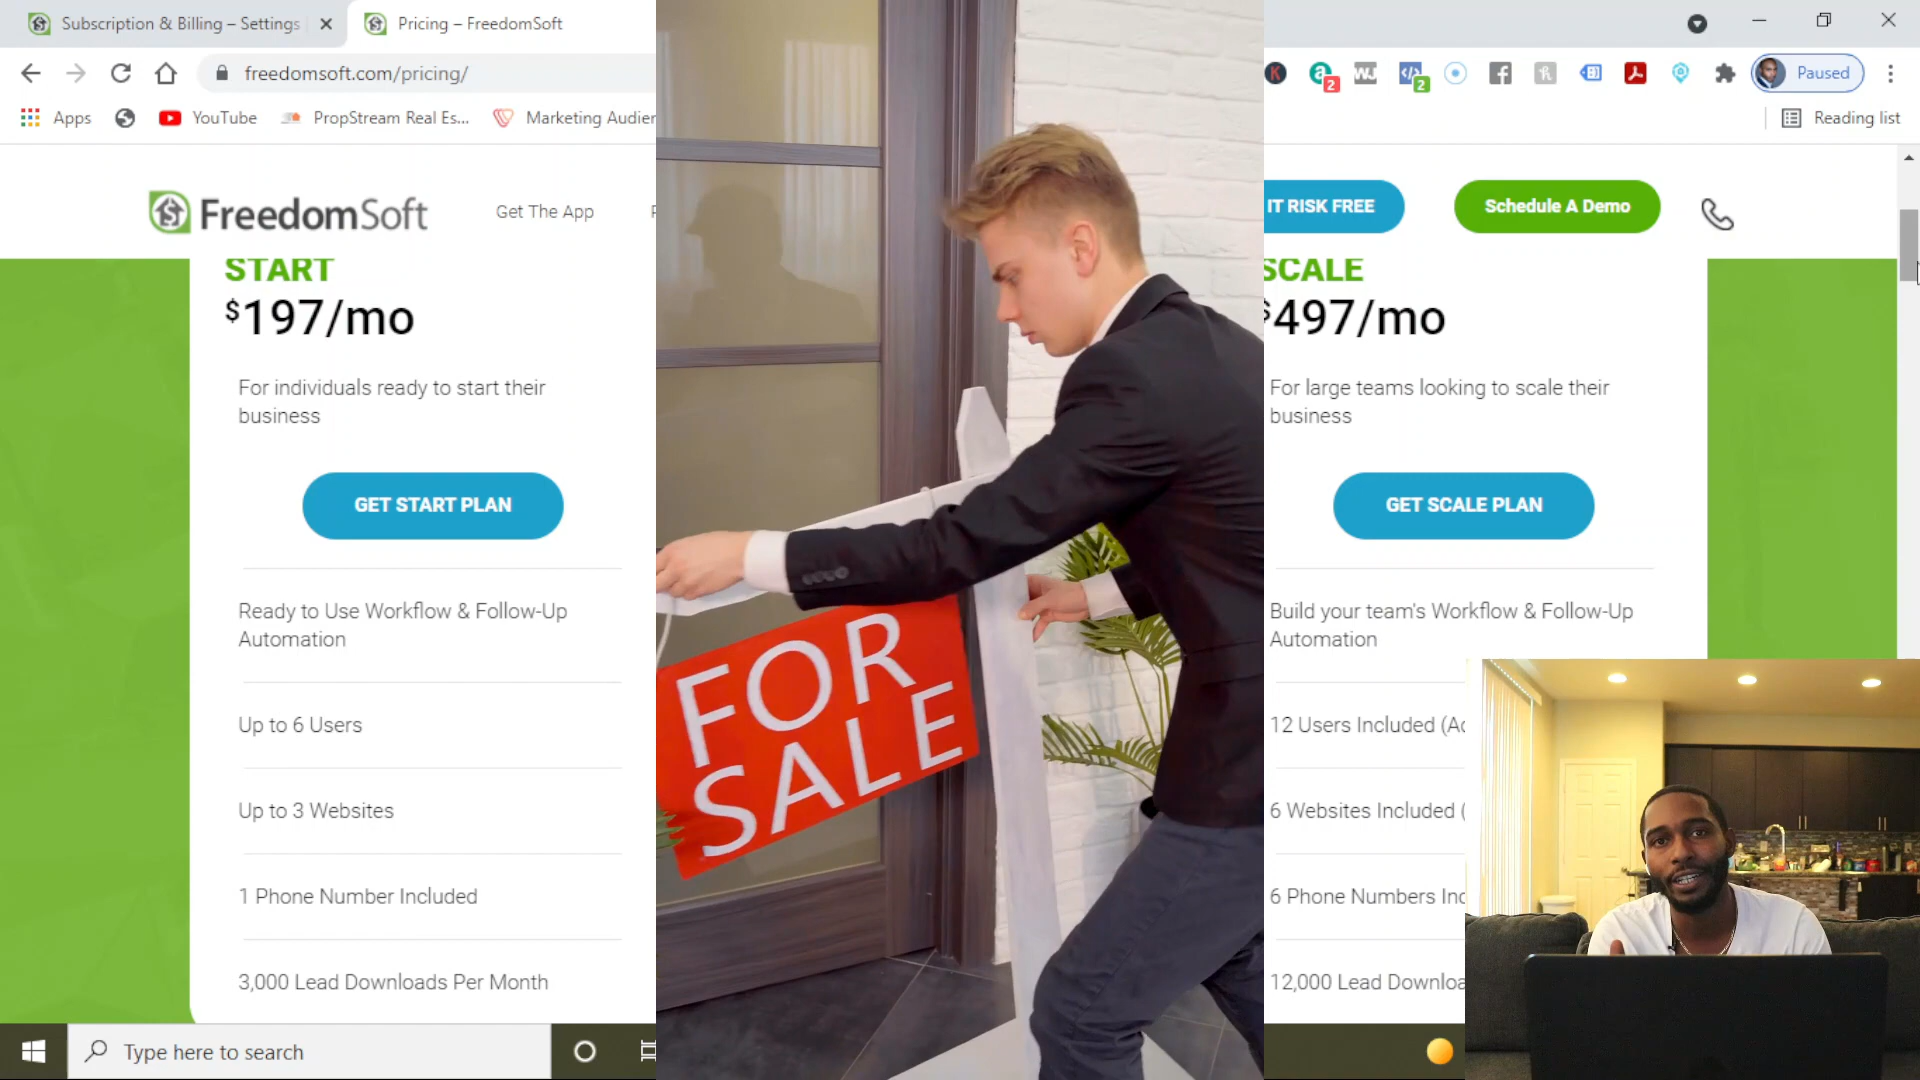 Subscription & Billing – Settings
Pricing – FreedomSoft
freedomsoft.com/pricing/
2
2
Paused
Apps
YouTube
PropStream Real Es...
Marketing Audien
Reading list
FreedomSoft
Get The App
IT RISK FREE
Schedule A Demo
START
$197/mo
For individuals ready to start their
business
GET START PLAN
Ready to Use Workflow & Follow-Up
Automation
Up to 6 Users
Up to 3 Websites
1 Phone Number Included
3,000 Lead Downloads Per Month
FOR
SALE
SCALE
$497/mo
For large teams looking to scale their
business
GET SCALE PLAN
Build your team's Workflow & Follow-Up
Automation
12 Users Included (Ad
6 Websites Included (
6 Phone Numbers Inc
12,000 Lead Downloa
Type here to search